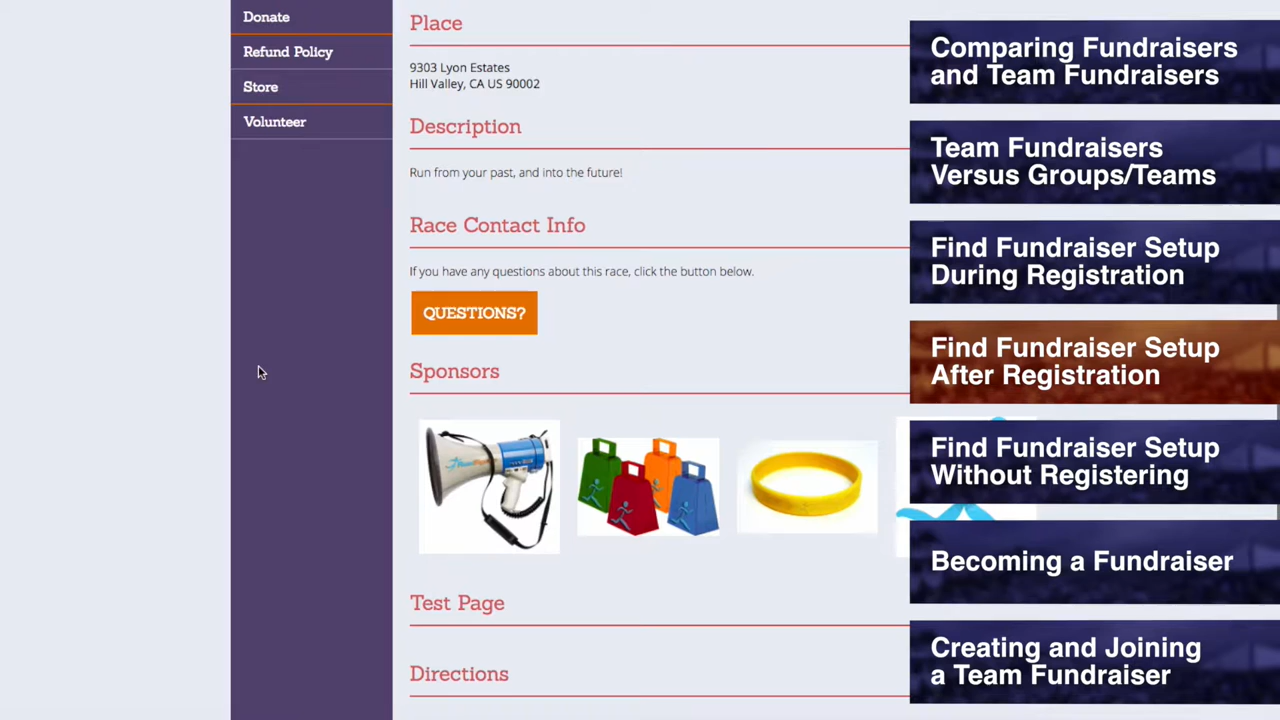 Donate
Refund Policy
Store
Volunteer
Place
9303 Lyon Estates
Hill Valley, CA US 90002
Description
Run from your past, and into the future!
Race Contact Info
If you have any questions about this race, click the button below.
QUESTIONS?
Sponsors
Test Page
Directions
Comparing Fundraisers
and Team Fundraisers
Team Fundraisers
Versus Groups/Teams
Find Fundraiser Setup
During Registration
Find Fundraiser Setup
After Registration
Find Fundraiser Setup
Without Registering
Becoming a Fundraiser
Creating and Joining
a Team Fundraiser